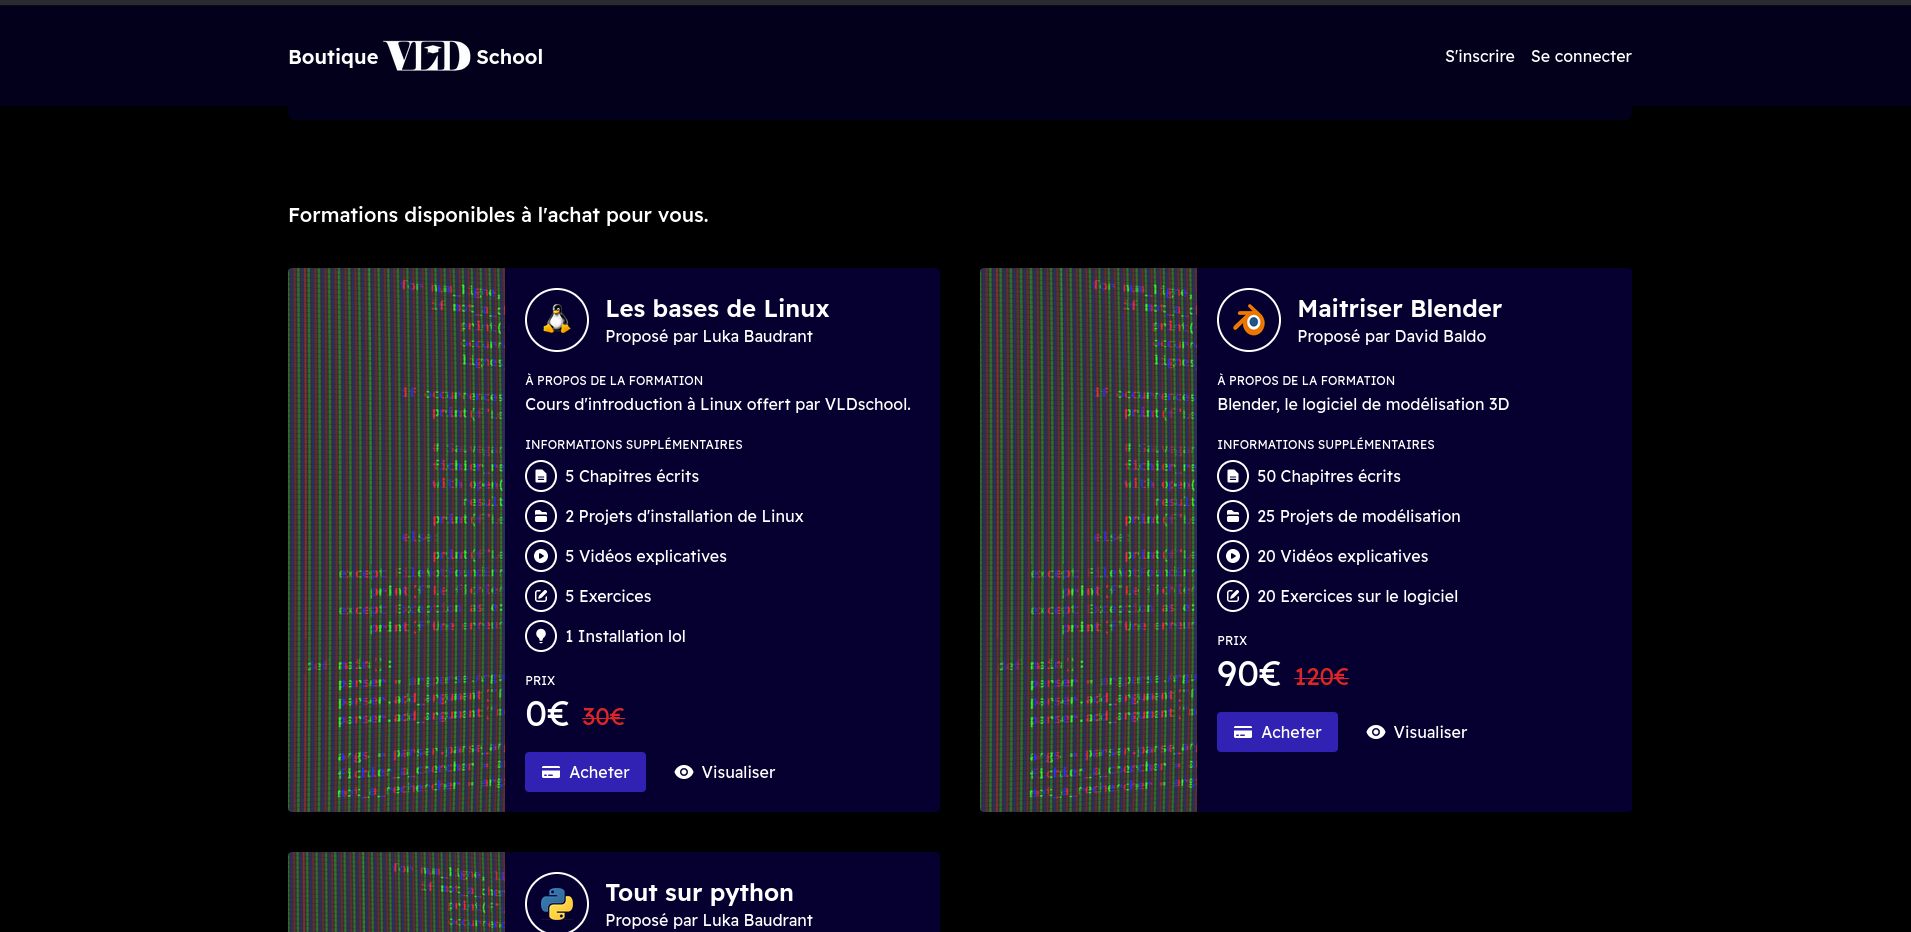 Boutique VLD School
S'inscrire Se connecter
Formations disponibles à l'achat pour vous.
Les bases de Linux
Proposé par Luka Baudrant
À PROPOS DE LA FORMATION
Cours d'introduction à Linux offert par VLDschool.
INFORMATIONS SUPPLÉMENTAIRES
5 Chapitres écrits
2 Projets d'installation de Linux
5 Vidéos explicatives
5 Exercices
1 Installation lol
PRIX
0€ 30€
Acheter Visualiser
Maitriser Blender
Proposé par David Baldo
À PROPOS DE LA FORMATION
Blender, le logiciel de modélisation 3D
INFORMATIONS SUPPLÉMENTAIRES
50 Chapitres écrits
25 Projets de modélisation
20 Vidéos explicatives
20 Exercices sur le logiciel
PRIX
90€ 120€
Acheter Visualiser
Tout sur python
Proposé par Luka Baudrant